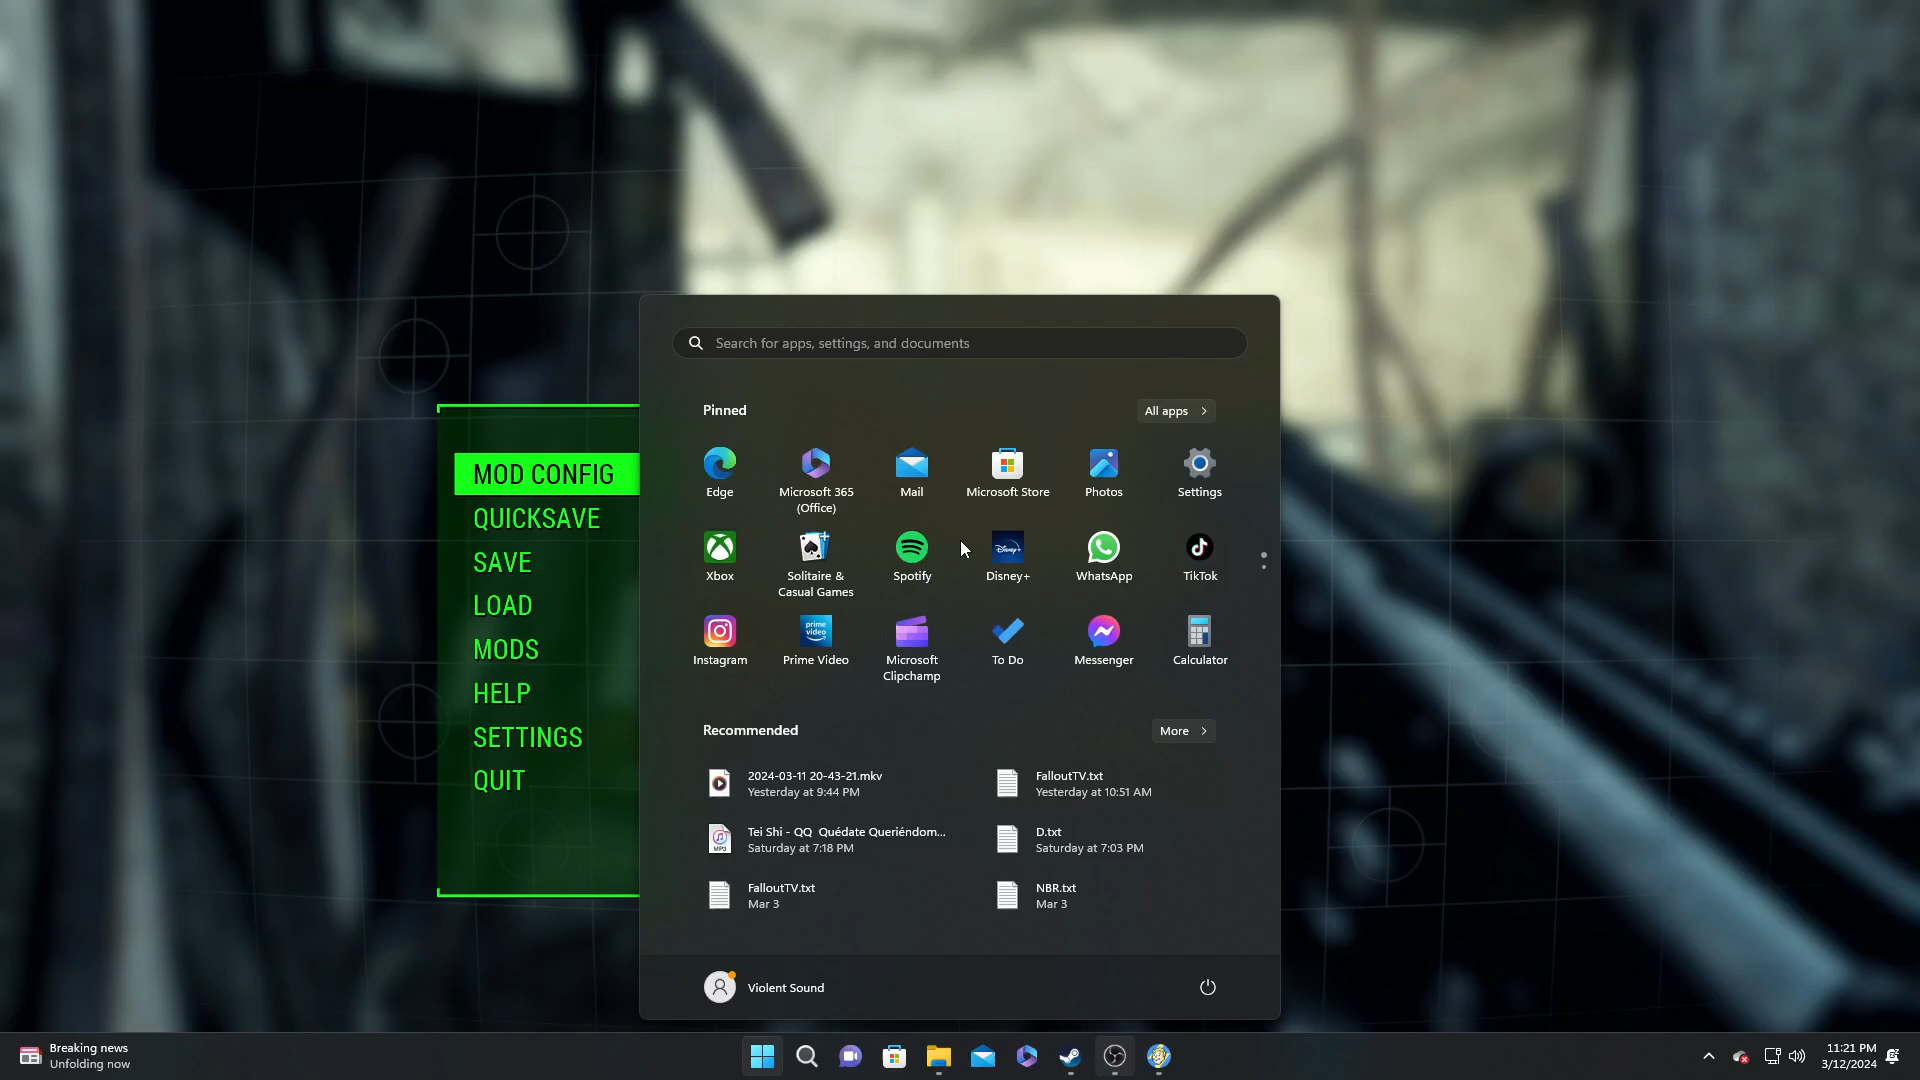 Search for apps, settings, and documents
Pinned
All apps
Edge
Microsoft 365
(Office)
Mail
Microsoft Store
Photos
Settings
Xbox
Solitaire &
Casual Games
Spotify
Disney+
Disney+
WhatsApp
TikTok
Instagram
prime
video
Prime Video
Microsoft
Clipchamp
To Do
Messenger
Calculator
Recommended
More
2024-03-11 20-43-21.mkv
Yesterday at 9:44 PM
FalloutTV.txt
Yesterday at 10:51 AM
MP3
Tei Shi - QQ  Quédate Queriéndom...
Saturday at 7:18 PM
D.txt
Saturday at 7:03 PM
FalloutTV.txt
Mar 3
NBR.txt
Mar 3
Violent Sound
MOD CONFIG
QUICKSAVE
SAVE
LOAD
MODS
HELP
SETTINGS
QUIT
Breaking news
Unfolding now
11:21 PM
3/12/2024